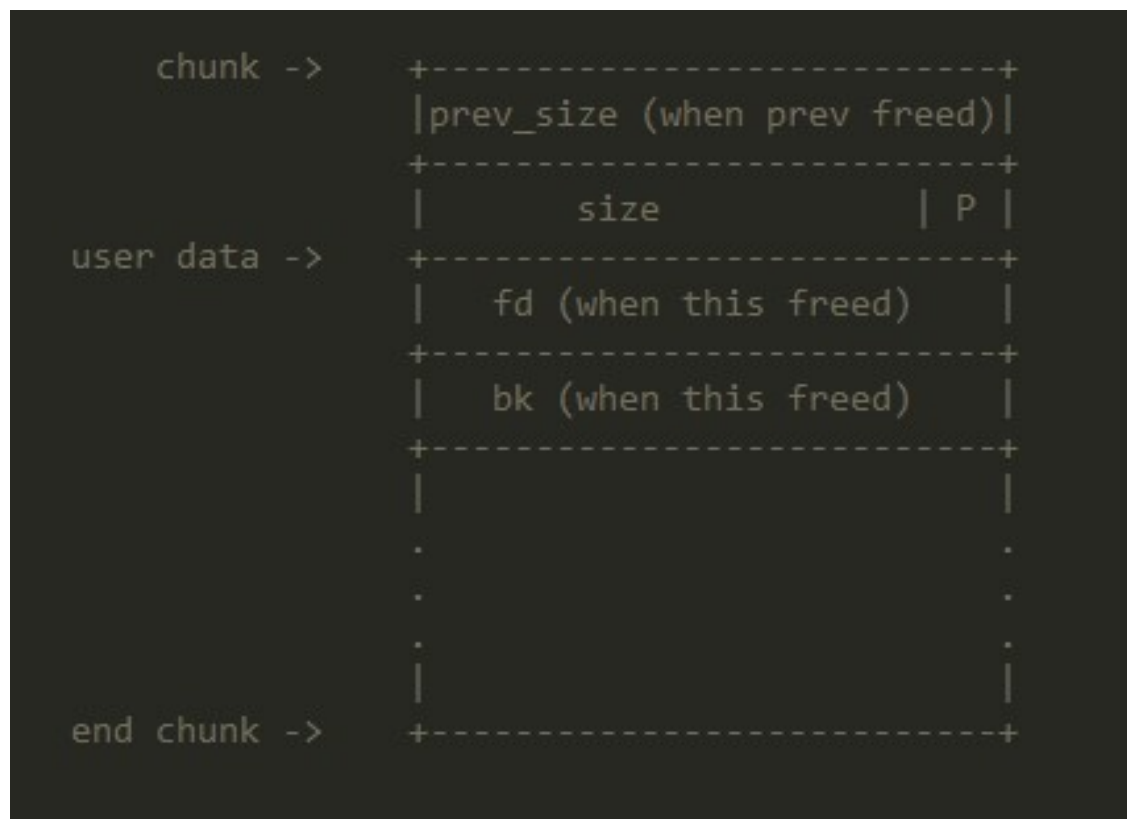 chunk ->    +---------------------------+
|prev_size (when prev freed)|
+---------------------------+
|       size            | P |
user data ->    +---------------------------+
|   fd (when this freed)    |
+---------------------------+
|   bk (when this freed)    |
+---------------------------+
|                           |
.                           .
.                           .
.                           .
|                           |
end chunk ->    +---------------------------+